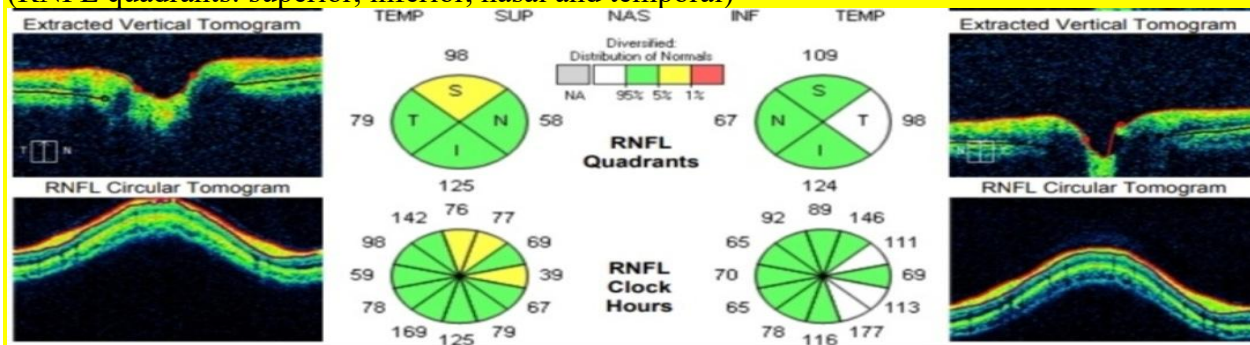 (RNFL quadrants: superior, inferior, nasal and temporal)
Extracted Vertical Tomogram
TEMP SUP NAS INF TEMP
Extracted Vertical Tomogram
Diversified:
Distribution of Normals
NA 95% 5% 1%
98
S
79 T N 58
I
125
RNFL
Quadrants
109
S
67 N T 98
I
124
T N
RNFL Circular Tomogram
RNFL Circular Tomogram
76
142 77
98 69
59 39
78 67
169 79
125
RNFL
Clock
Hours
89
92 146
65 111
70 69
65 113
78 177
116